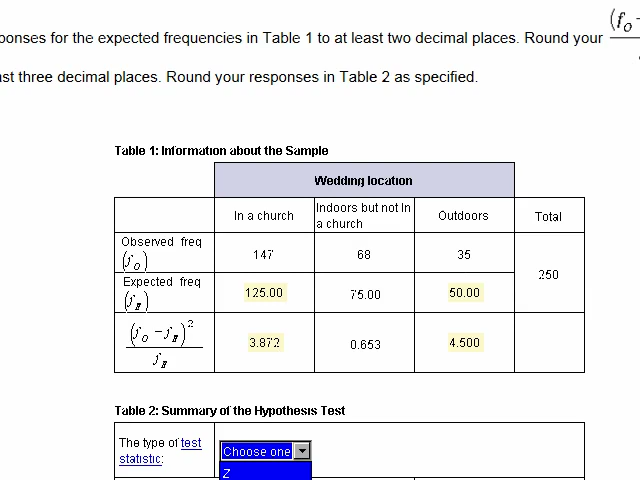 ponses for the expected frequencies in Table 1 to at least two decimal places. Round your (fO -
st three decimal places. Round your responses in Table 2 as specified.
Table 1: Information about the Sample
Wedding location
In a church Indoors but not in a church Outdoors Total
Observed freq (fO) 147 68 35 250
Expected freq (fE) 125.00 75.00 50.00
(fO - fE)² / fE 3.872 0.653 4.500
Table 2: Summary of the Hypothesis Test
The type of test statistic: Choose one
Z